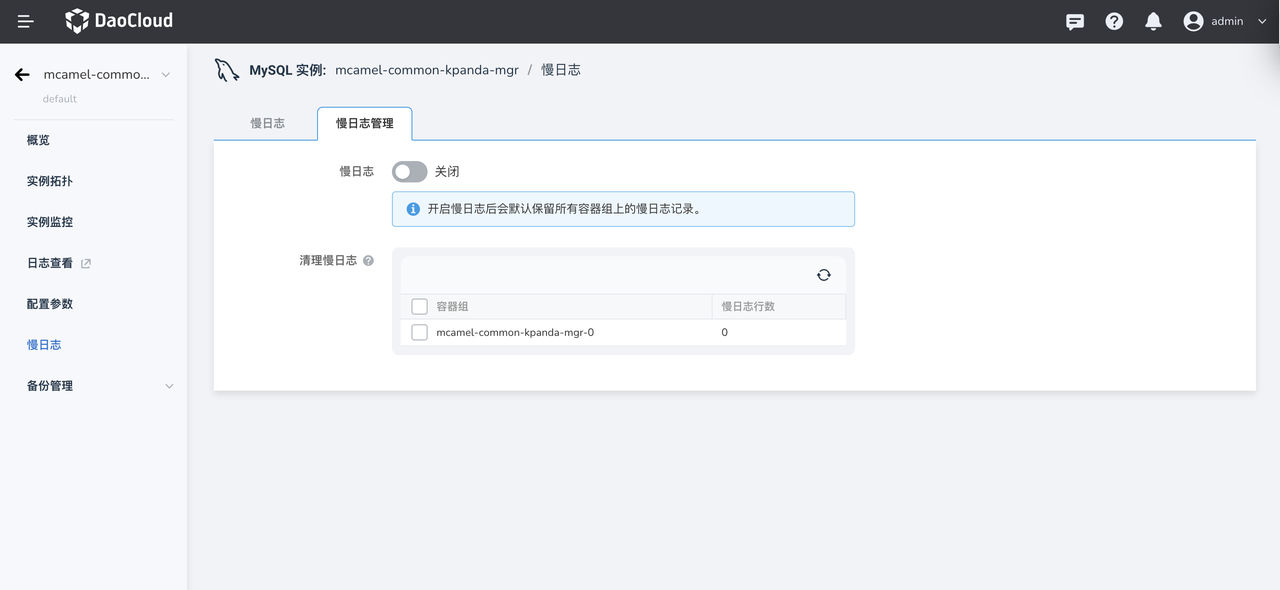 DaoCloud
admin
mcamel-commo...
default
概览
实例拓扑
实例监控
日志查看
配置参数
慢日志
备份管理
MySQL 实例: mcamel-common-kpanda-mgr / 慢日志
慢日志 慢日志管理
慢日志 关闭
开启慢日志后会默认保留所有容器组上的慢日志记录。
清理慢日志
容器组 慢日志行数
mcamel-common-kpanda-mgr-0 0